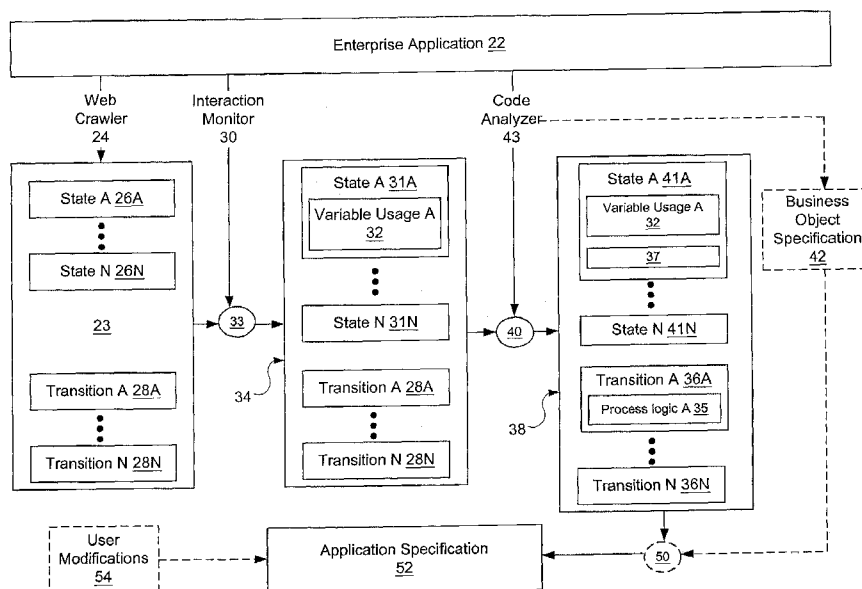 Enterprise Application 22
Web
Crawler
24
Interaction
Monitor
30
Code
Analyzer
43
State A 26A
State N 26N
23
Transition A 28A
Transition N 28N
33
State A 31A
Variable Usage A
32
State N 31N
34
Transition A 28A
Transition N 28N
40
State A 41A
Variable Usage A
32
37
State N 41N
38
Transition A 36A
Process logic A 35
Transition N 36N
Business
Object
Specification
42
User
Modifications
54
Application Specification
52
50